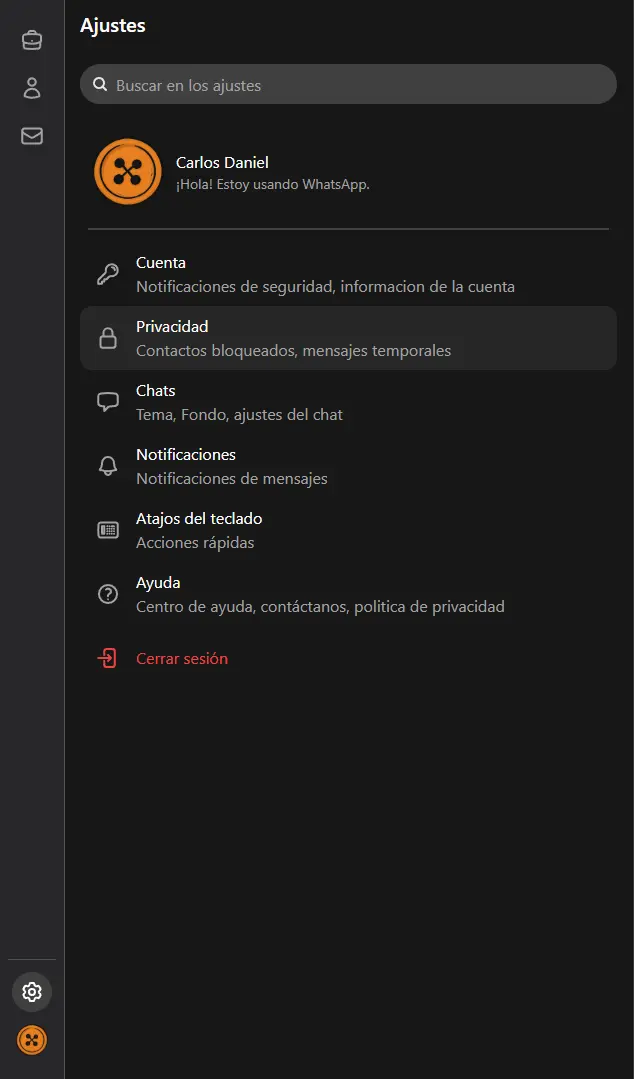 Ajustes
Buscar en los ajustes
Carlos Daniel
¡Hola! Estoy usando WhatsApp.
Cuenta
Notificaciones de seguridad, informacion de la cuenta
Privacidad
Contactos bloqueados, mensajes temporales
Chats
Tema, Fondo, ajustes del chat
Notificaciones
Notificaciones de mensajes
Atajos del teclado
Acciones rápidas
Ayuda
Centro de ayuda, contáctanos, politica de privacidad
Cerrar sesión